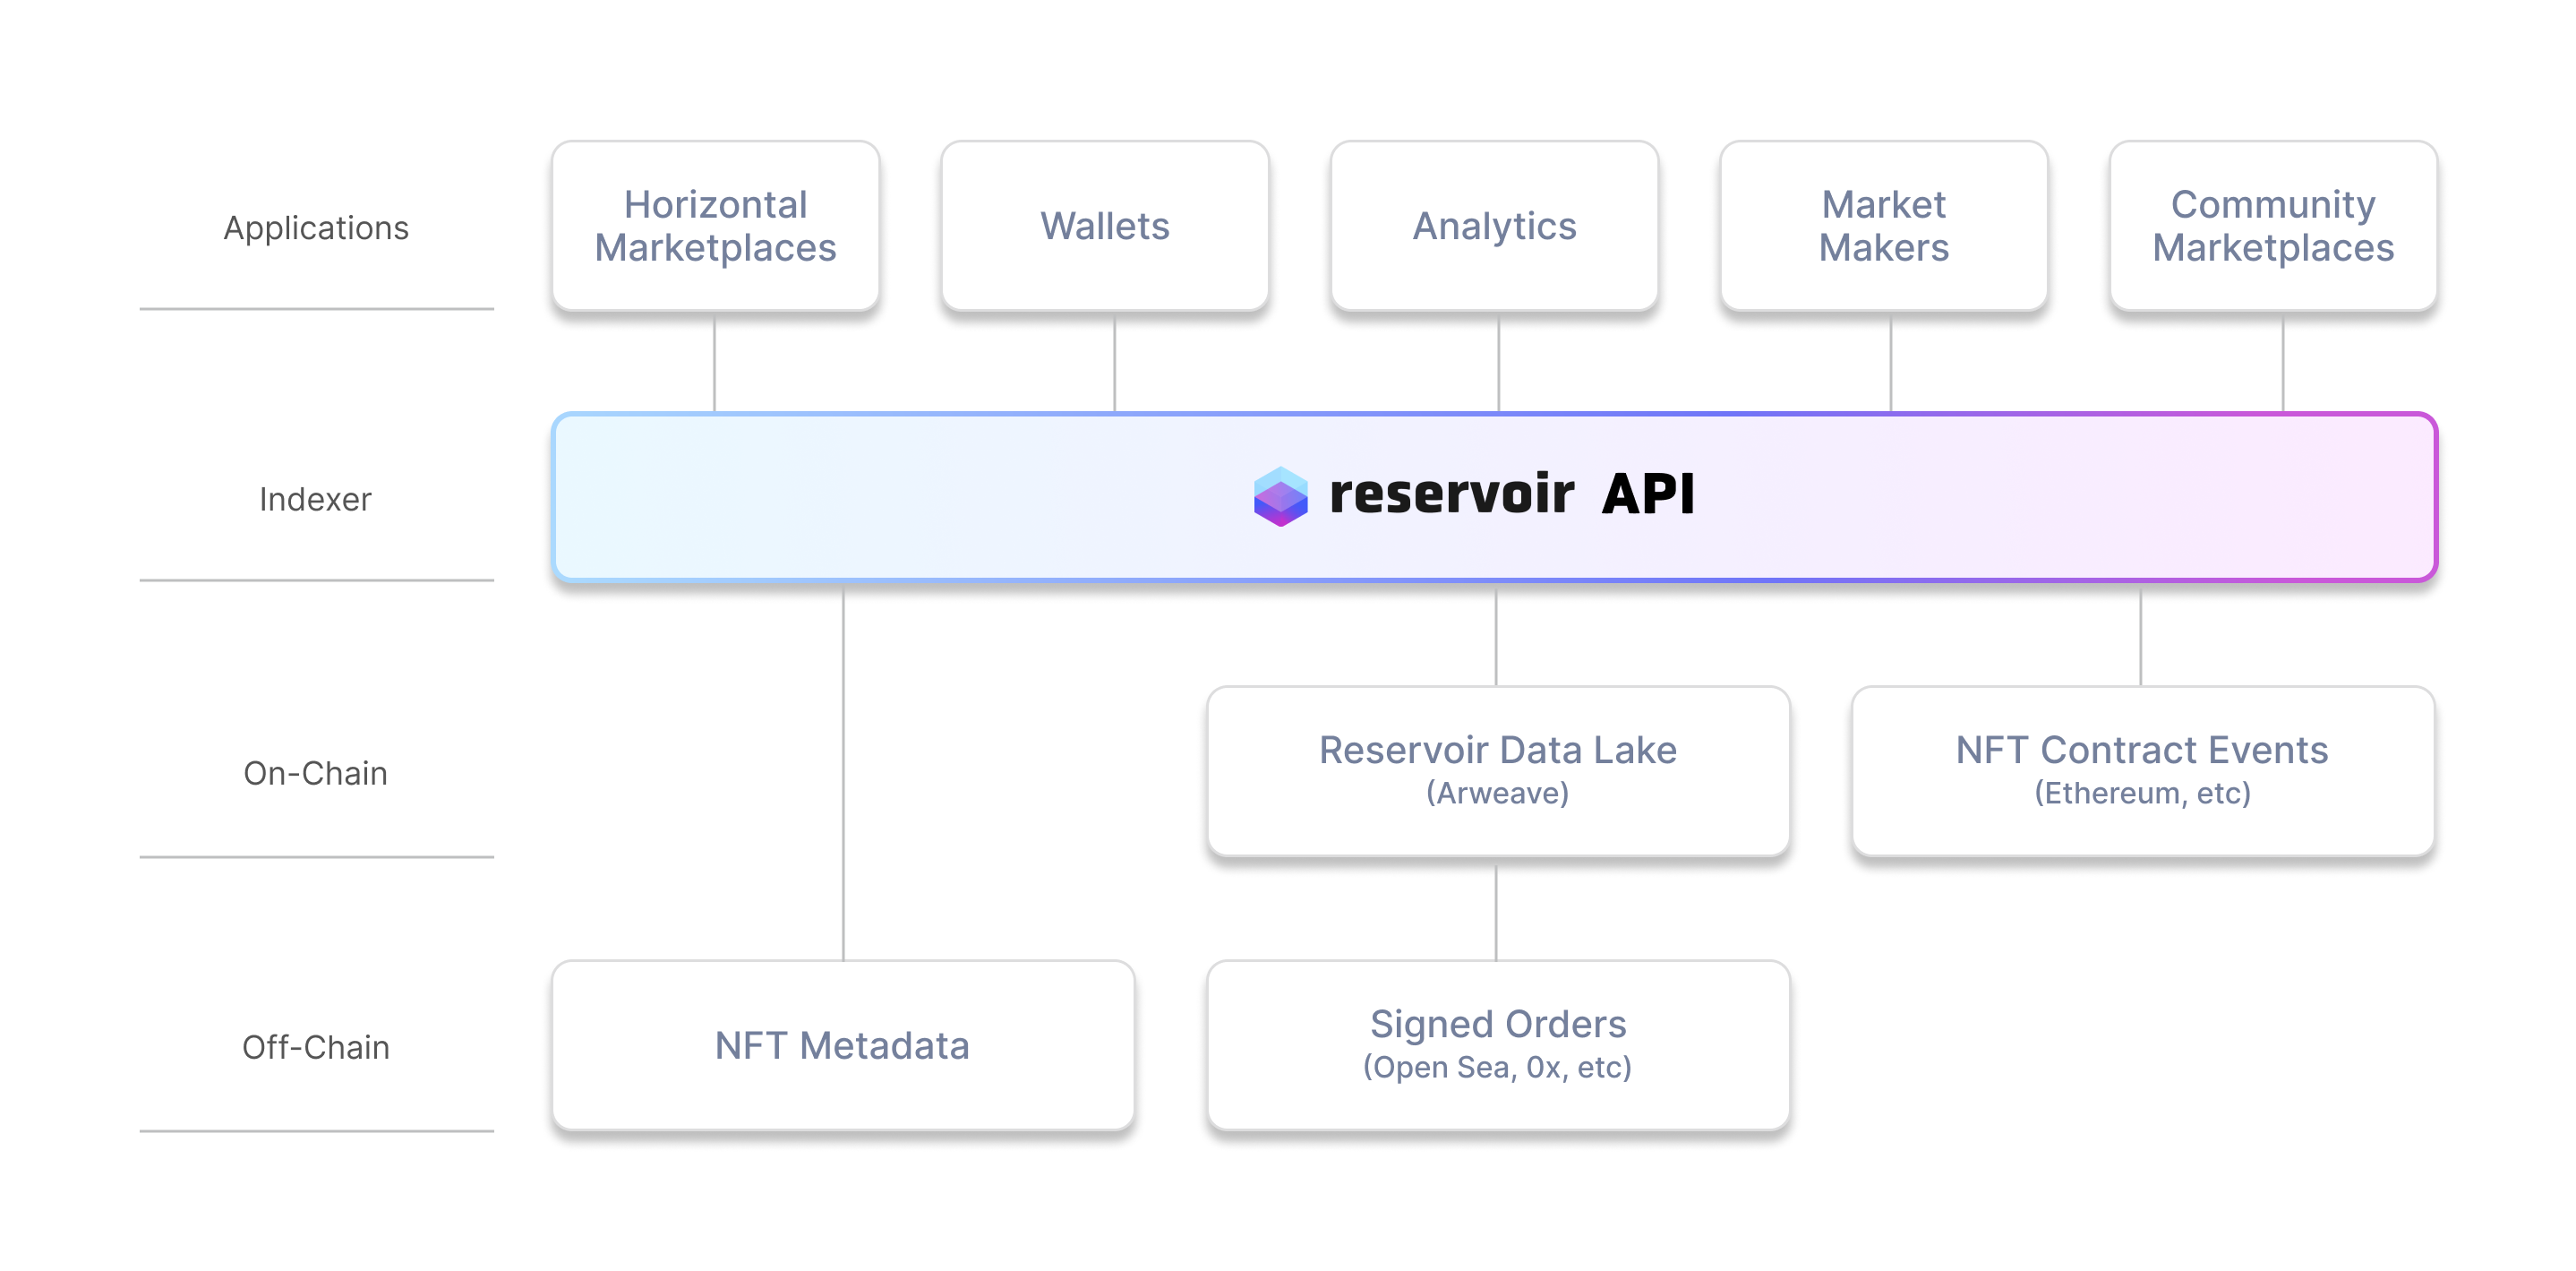 Applications
Horizontal
Marketplaces
Wallets
Analytics
Market
Makers
Community
Marketplaces
Indexer
reservoir API
On-Chain
Reservoir Data Lake
(Arweave)
NFT Contract Events
(Ethereum, etc)
Off-Chain
NFT Metadata
Signed Orders
(Open Sea, 0x, etc)